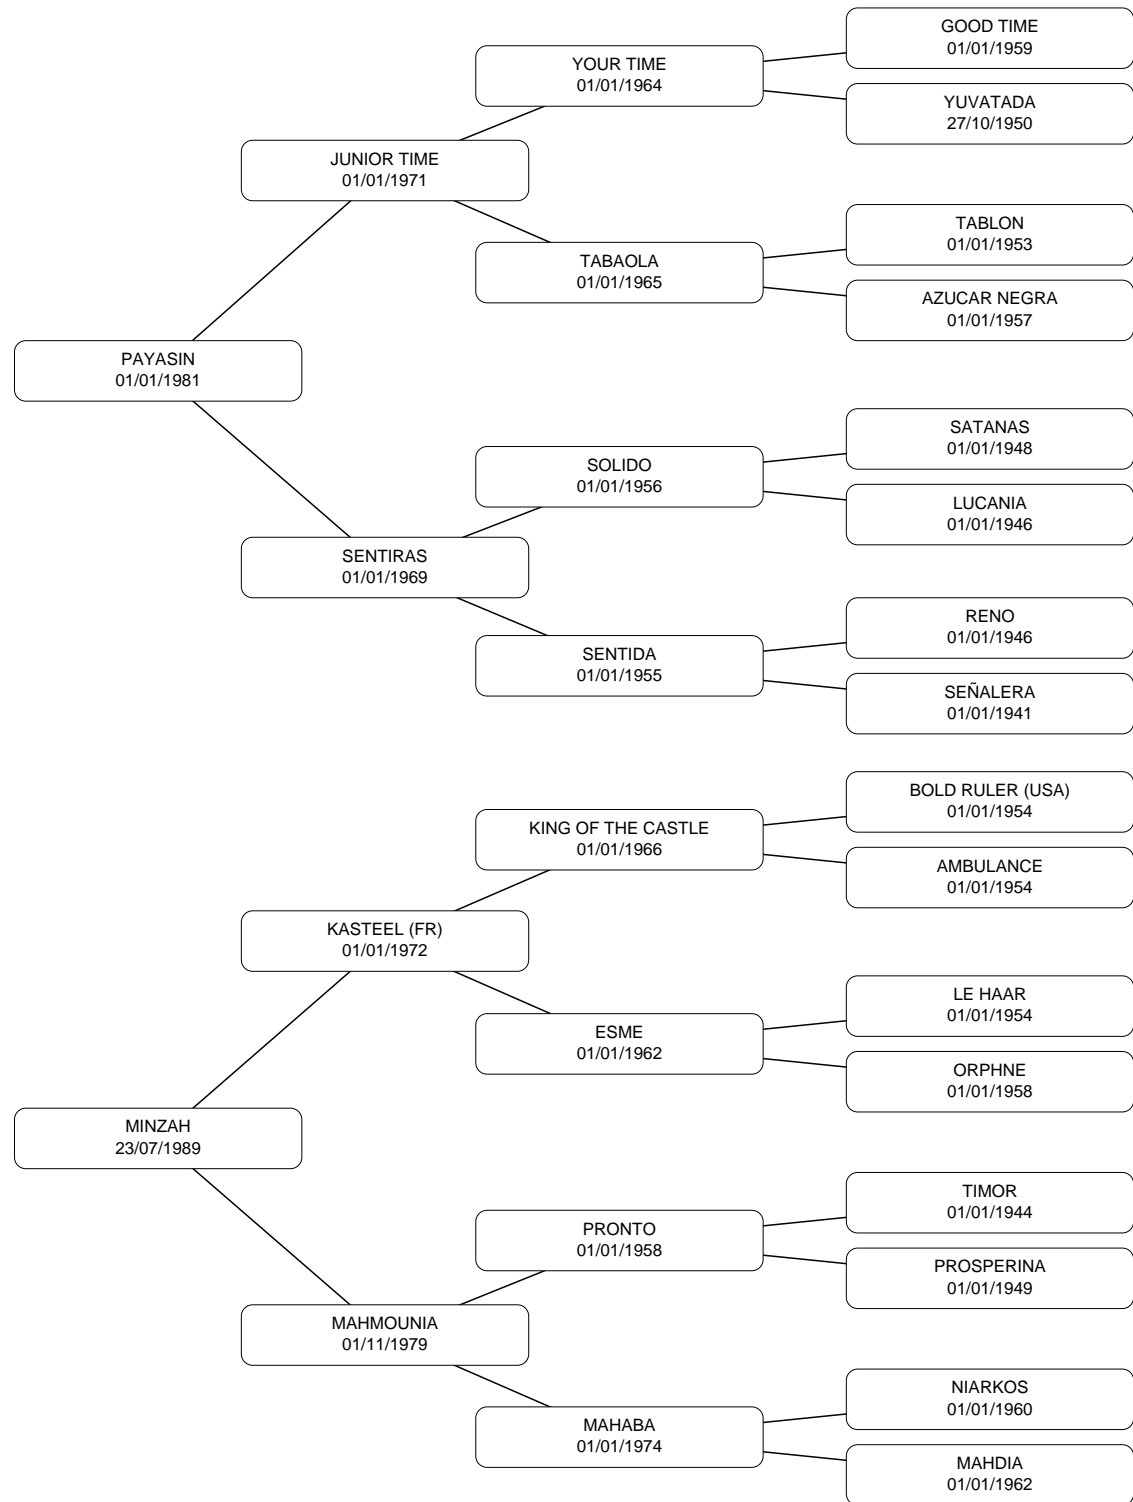 GOOD TIME
01/01/1959
YOUR TIME
01/01/1964
YUVATADA
27/10/1950
JUNIOR TIME
01/01/1971
TABLON
01/01/1953
TABAOLA
01/01/1965
AZUCAR NEGRA
01/01/1957
PAYASIN
01/01/1981
SATANAS
01/01/1948
SOLIDO
01/01/1956
LUCANIA
01/01/1946
SENTIRAS
01/01/1969
RENO
01/01/1946
SENTIDA
01/01/1955
SEÑALERA
01/01/1941
BOLD RULER (USA)
01/01/1954
KING OF THE CASTLE
01/01/1966
AMBULANCE
01/01/1954
KASTEEL (FR)
01/01/1972
LE HAAR
01/01/1954
ESME
01/01/1962
ORPHNE
01/01/1958
MINZAH
23/07/1989
TIMOR
01/01/1944
PRONTO
01/01/1958
PROSPERINA
01/01/1949
MAHMOUNIA
01/11/1979
NIARKOS
01/01/1960
MAHABA
01/01/1974
MAHDIA
01/01/1962